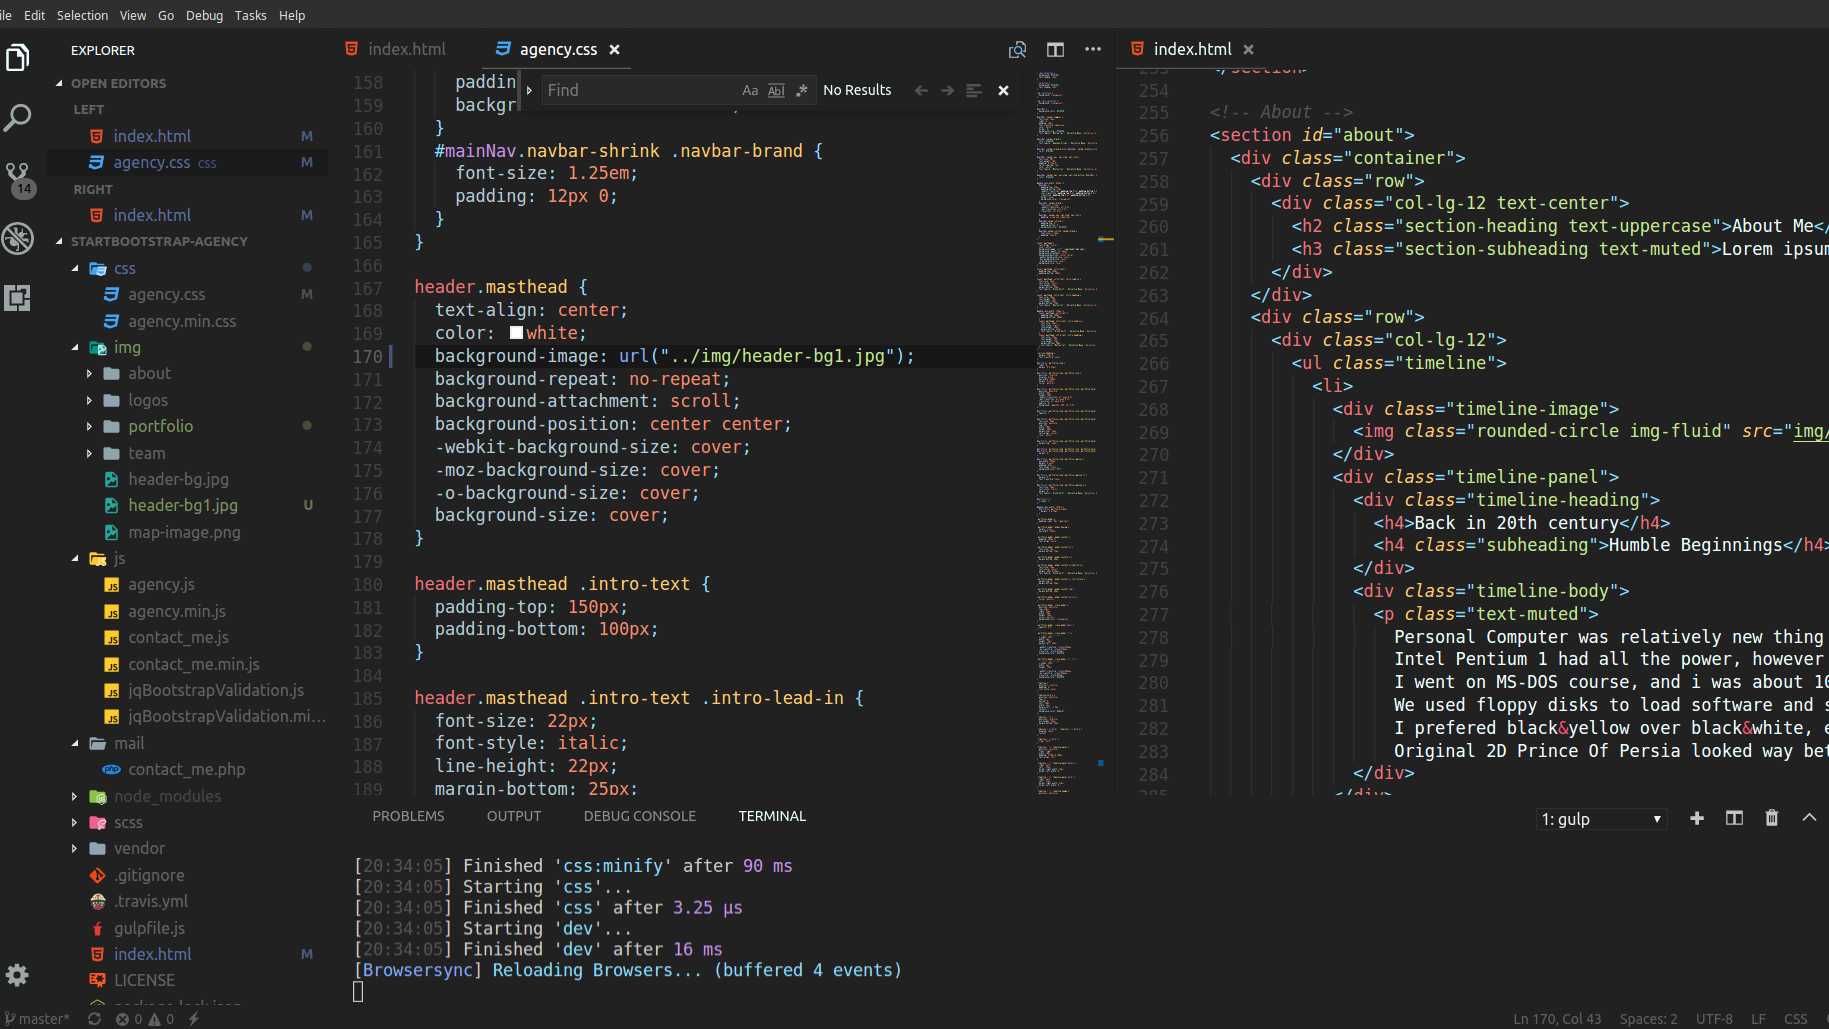 ile Edit Selection View Go Debug Tasks Help
EXPLORER
OPEN EDITORS
LEFT
index.html M
agency.css css M
RIGHT
index.html M
STARTBOOTSTRAP-AGENCY
css
agency.css M
agency.min.css
img
about
logos
portfolio
team
header-bg.jpg
header-bg1.jpg U
map-image.png
js
agency.js
agency.min.js
contact_me.js
contact_me.min.js
jqBootstrapValidation.js
jqBootstrapValidation.mi...
mail
contact_me.php
node_modules
scss
vendor
.gitignore
.travis.yml
gulpfile.js
index.html M
LICENSE
14
index.html
agency.css
Find
Aa Abl .*
No Results
158 paddin
159 backgr
160 }
161 #mainNav.navbar-shrink .navbar-brand {
162 font-size: 1.25em;
163 padding: 12px 0;
164 }
165 }
166
167 header.masthead {
168 text-align: center;
169 color: white;
170 background-image: url("../img/header-bg1.jpg");
171 background-repeat: no-repeat;
172 background-attachment: scroll;
173 background-position: center center;
174 -webkit-background-size: cover;
175 -moz-background-size: cover;
176 -o-background-size: cover;
177 background-size: cover;
178 }
179
180 header.masthead .intro-text {
181 padding-top: 150px;
182 padding-bottom: 100px;
183 }
184
185 header.masthead .intro-text .intro-lead-in {
186 font-size: 22px;
187 font-style: italic;
188 line-height: 22px;
189 margin-bottom: 25px;
index.html
253 </section>
254
255 <!-- About -->
256 <section id="about">
257 <div class="container">
258 <div class="row">
259 <div class="col-lg-12 text-center">
260 <h2 class="section-heading text-uppercase">About Me</
261 <h3 class="section-subheading text-muted">Lorem ipsum
262 </div>
263 </div>
264 <div class="row">
265 <div class="col-lg-12">
266 <ul class="timeline">
267 <li>
268 <div class="timeline-image">
269 <img class="rounded-circle img-fluid" src="img/
270 </div>
271 <div class="timeline-panel">
272 <div class="timeline-heading">
273 <h4>Back in 20th century</h4>
274 <h4 class="subheading">Humble Beginnings</h4>
275 </div>
276 <div class="timeline-body">
277 <p class="text-muted">
278 Personal Computer was relatively new thing
279 Intel Pentium 1 had all the power, however
280 I went on MS-DOS course, and i was about 10
281 We used floppy disks to load software and s
282 I prefered black&yellow over black&white, e
283 Original 2D Prince Of Persia looked way bet
284 </div>
285 </div>
PROBLEMS OUTPUT DEBUG CONSOLE TERMINAL
1: gulp
[20:34:05] Finished 'css:minify' after 90 ms
[20:34:05] Starting 'css'...
[20:34:05] Finished 'css' after 3.25 μs
[20:34:05] Starting 'dev'...
[20:34:05] Finished 'dev' after 16 ms
[Browsersync] Reloading Browsers... (buffered 4 events)
master* 0 0
Ln 170, Col 43 Spaces: 2 UTF-8 LF CSS